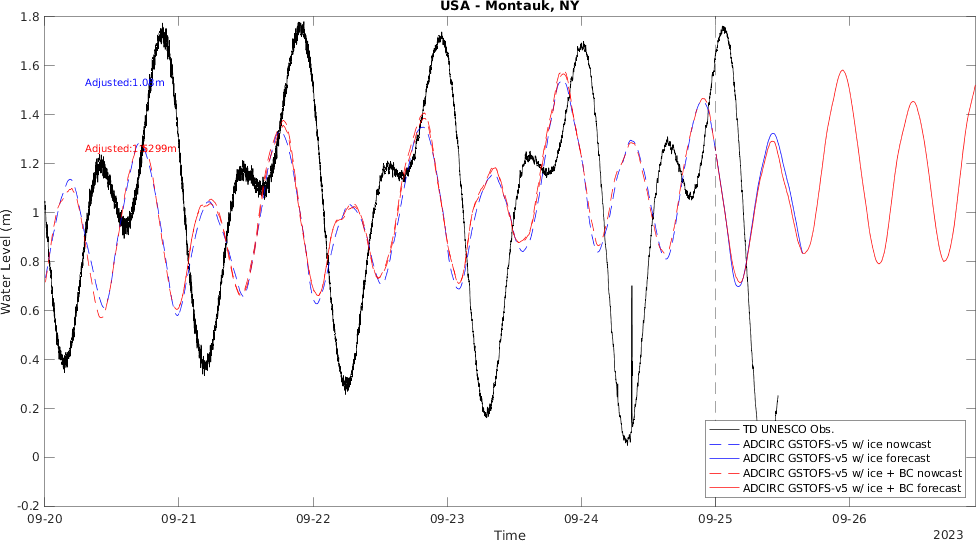 USA - Montauk, NY
1.8
1.6
1.4
1.2
1
0.8
0.6
0.4
0.2
0
-0.2
Water Level (m)
Adjusted:1.0
Adjusted:1.
TD UNESCO Obs.
ADCIRC GSTOFS-v5 w/ ice nowcast
ADCIRC GSTOFS-v5 w/ ice forecast
ADCIRC GSTOFS-v5 w/ ice + BC nowcast
ADCIRC GSTOFS-v5 w/ ice + BC forecast
09-20 09-21 09-22 09-23 09-24 09-25 09-26
Time
2023